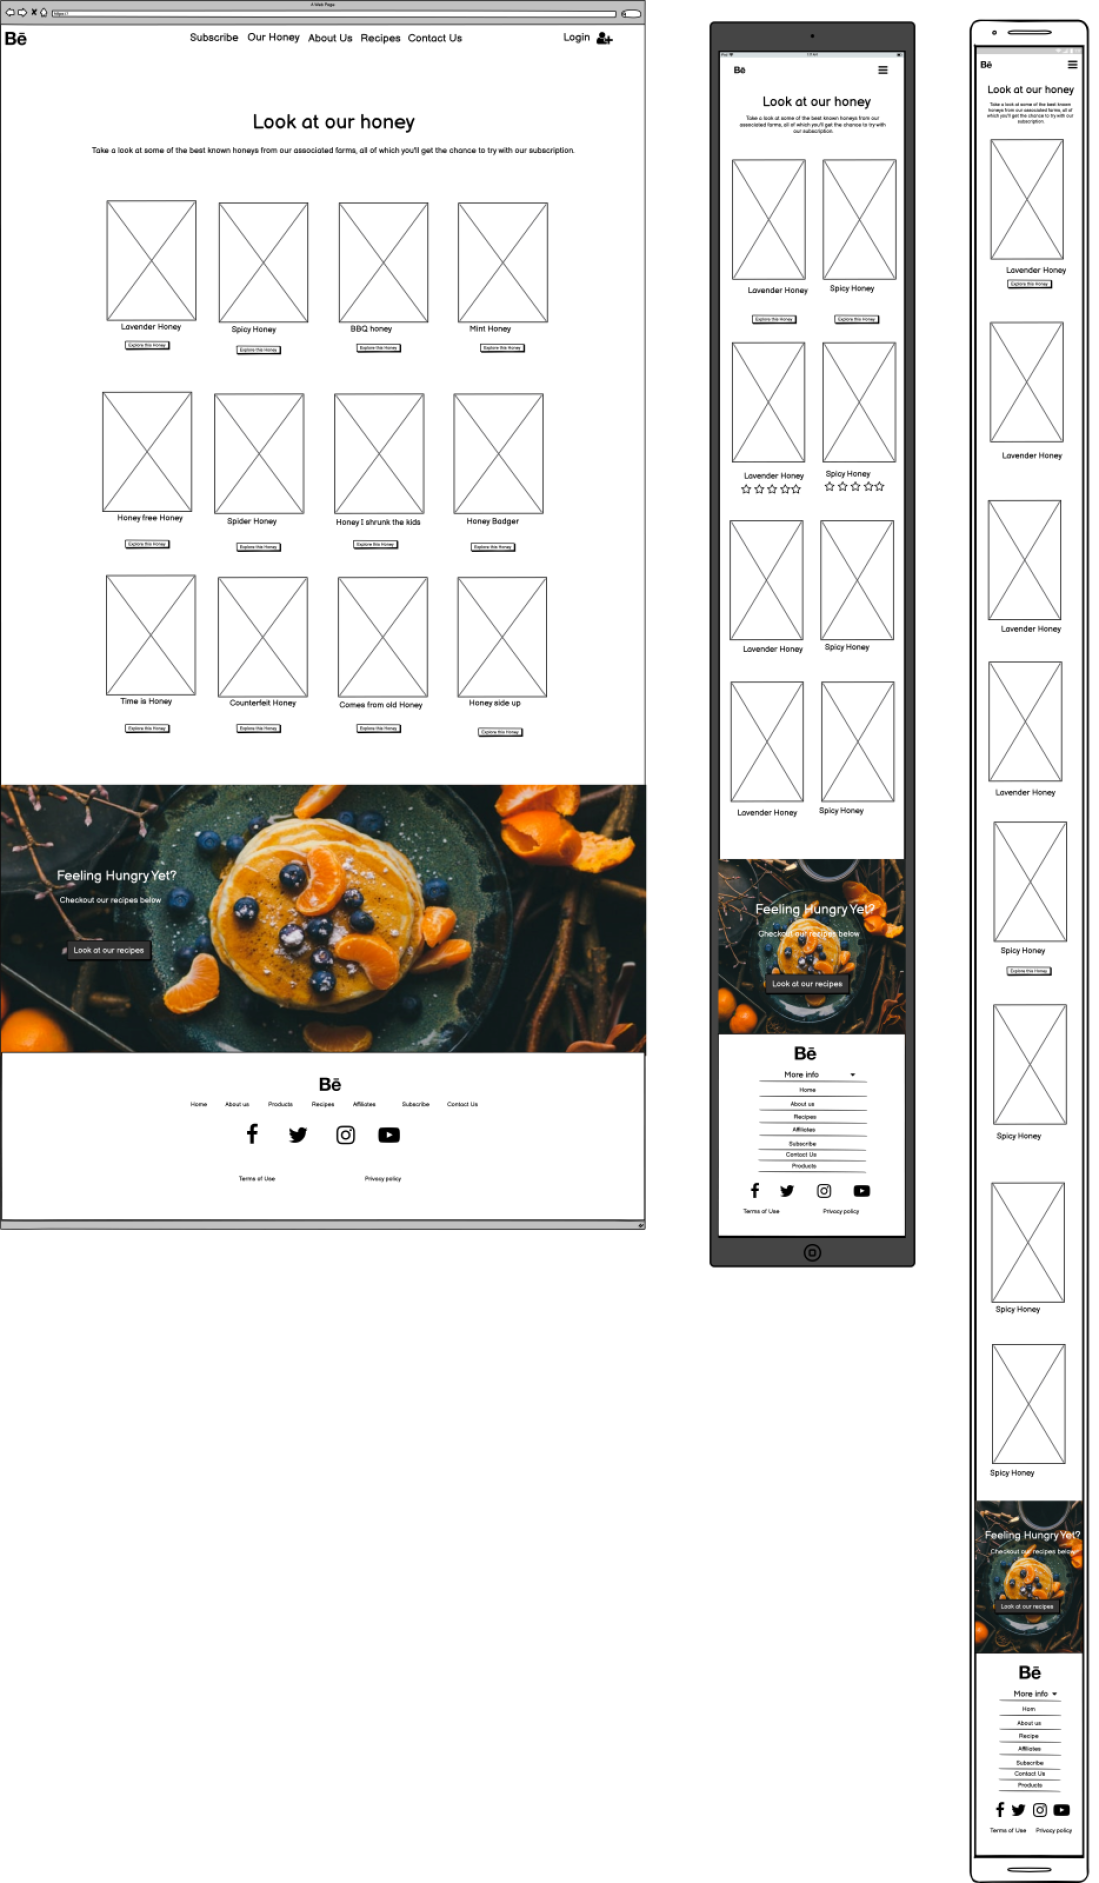 A Web Page
https://
Bē
Subscribe Our Honey About Us Recipes Contact Us
Login
Look at our honey
Take a look at some of the best known honeys from our associated farms, all of which you'll get the chance to try with our subscription.
Lavender Honey Spicy Honey BBQ honey Mint Honey
Explore this Honey Explore this Honey Explore this Honey Explore this Honey
Honey free Honey Spider Honey Honey I shrunk the kids Honey Badger
Explore this Honey Explore this Honey Explore this Honey Explore this Honey
Time is Honey Counterfeit Honey Comes from old Honey Honey side up
Explore this Honey Explore this Honey Explore this Honey Explore this Honey
Feeling Hungry Yet?
Checkout our recipes below
Look at our recipes
Bē
Home About us Products Recipes Affiliates Subscribe Contact Us
Terms of Use Privacy policy
Bē
Look at our honey
Take a look at some of the best known honeys from our
associated farms, all of which you'll get the chance to try with
our subscription.
Lavender Honey Spicy Honey
Explore this Honey Explore this Honey
Lavender Honey Spicy Honey
Lavender Honey Spicy Honey
Lavender Honey Spicy Honey
Feeling Hungry Yet?
Checkout our recipes below
Look at our recipes
Bē
More info
Home
About us
Recipes
Affiliates
Subscribe
Contact Us
Products
Terms of Use Privacy policy
Bē
Look at our honey
Take a look at some of the best known
honeys from our associated farms, all of
which you'll get the chance to try with our
subscription.
Lavender Honey
Explore this Honey
Lavender Honey
Lavender Honey
Lavender Honey
Spicy Honey
Explore this Honey
Spicy Honey
Spicy Honey
Spicy Honey
Feeling Hungry Yet?
Checkout our recipes below
Look at our recipes
Bē
More info
Hom
About us
Recipe
Affiliates
Subscribe
Contact Us
Products
Terms of Use Privacy policy